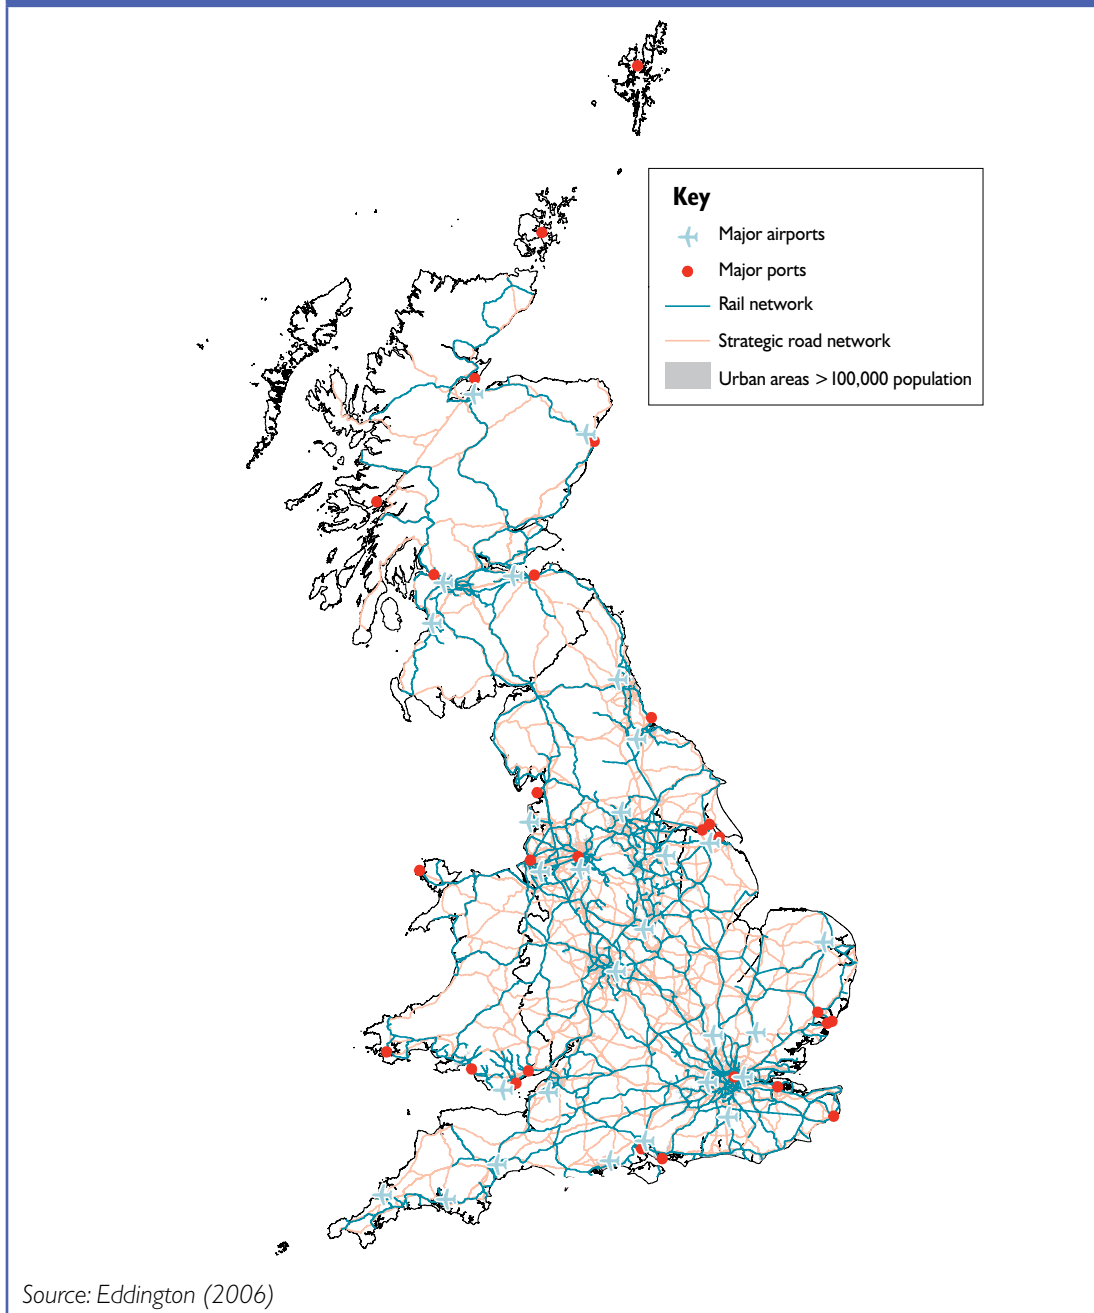 Key
Major airports
Major ports
Rail network
Strategic road network
Urban areas >100,000 population
Source: Eddington (2006)